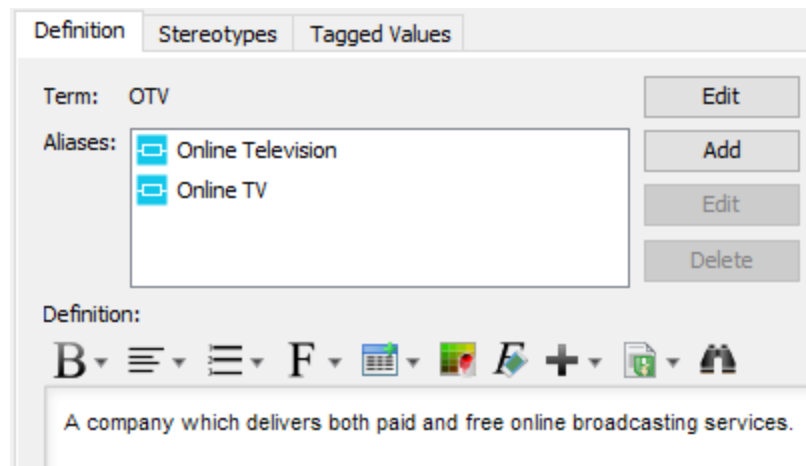 Definition Stereotypes Tagged Values
Term: OTV Edit
Aliases: Online Television Add
Online TV Edit
Delete
Definition:
B F F
A company which delivers both paid and free online broadcasting services.